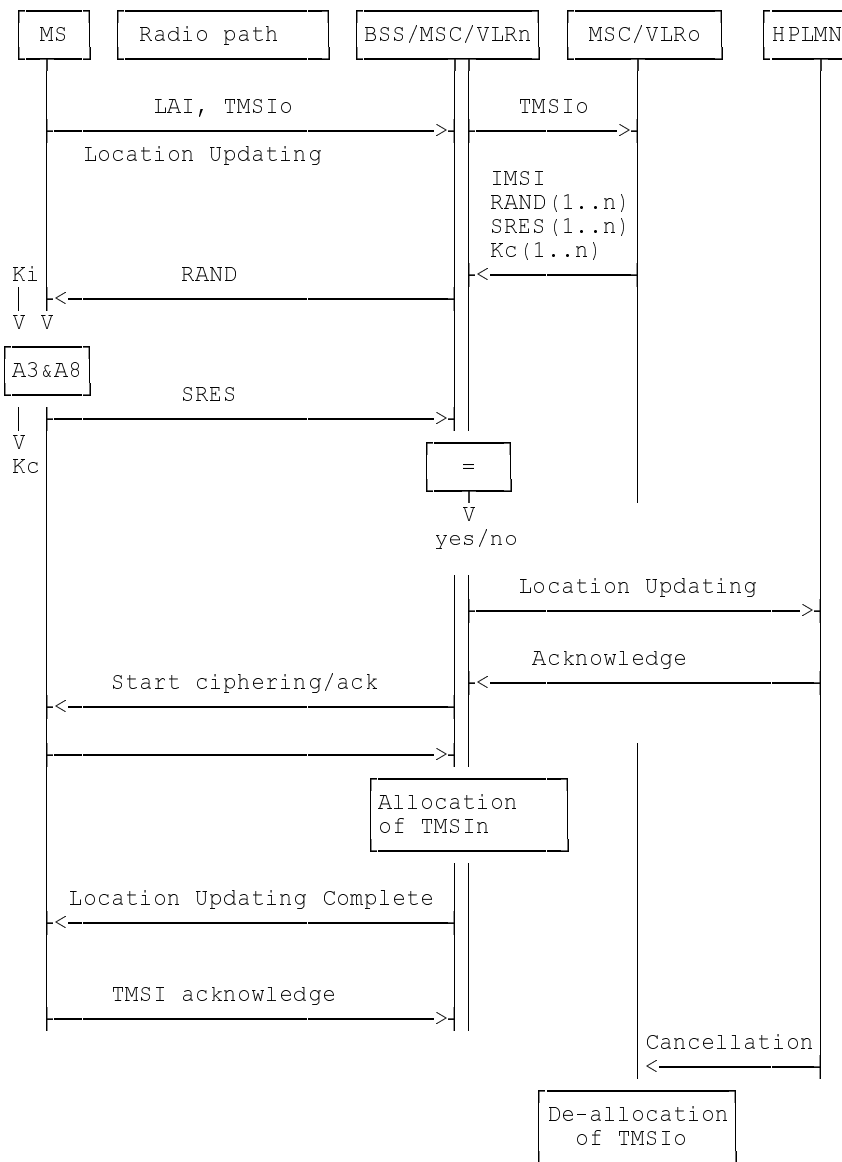 MS Radio path BSS/MSC/VLRn MSC/VLRo HPLMN
LAI, TMSIo TMSIo
Location Updating
IMSI
RAND(1..n)
SRES(1..n)
Kc(1..n)
Ki RAND
V V
A3&A8
SRES
V
Kc
=
V
yes/no
Location Updating
Acknowledge
Start ciphering/ack
Allocation
of TMSIn
Location Updating Complete
TMSI acknowledge
Cancellation
De-allocation
of TMSIo